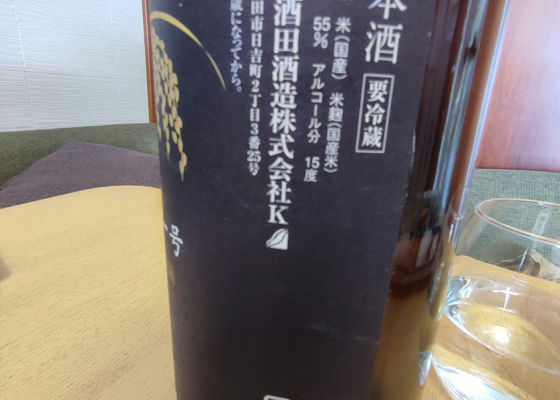 本酒 要冷蔵
米(国産) 米麹(国産米)
55% アルコール分 15度
酒田酒造株式会社K
田市日吉町2丁目3番25号
歳になってから。
号